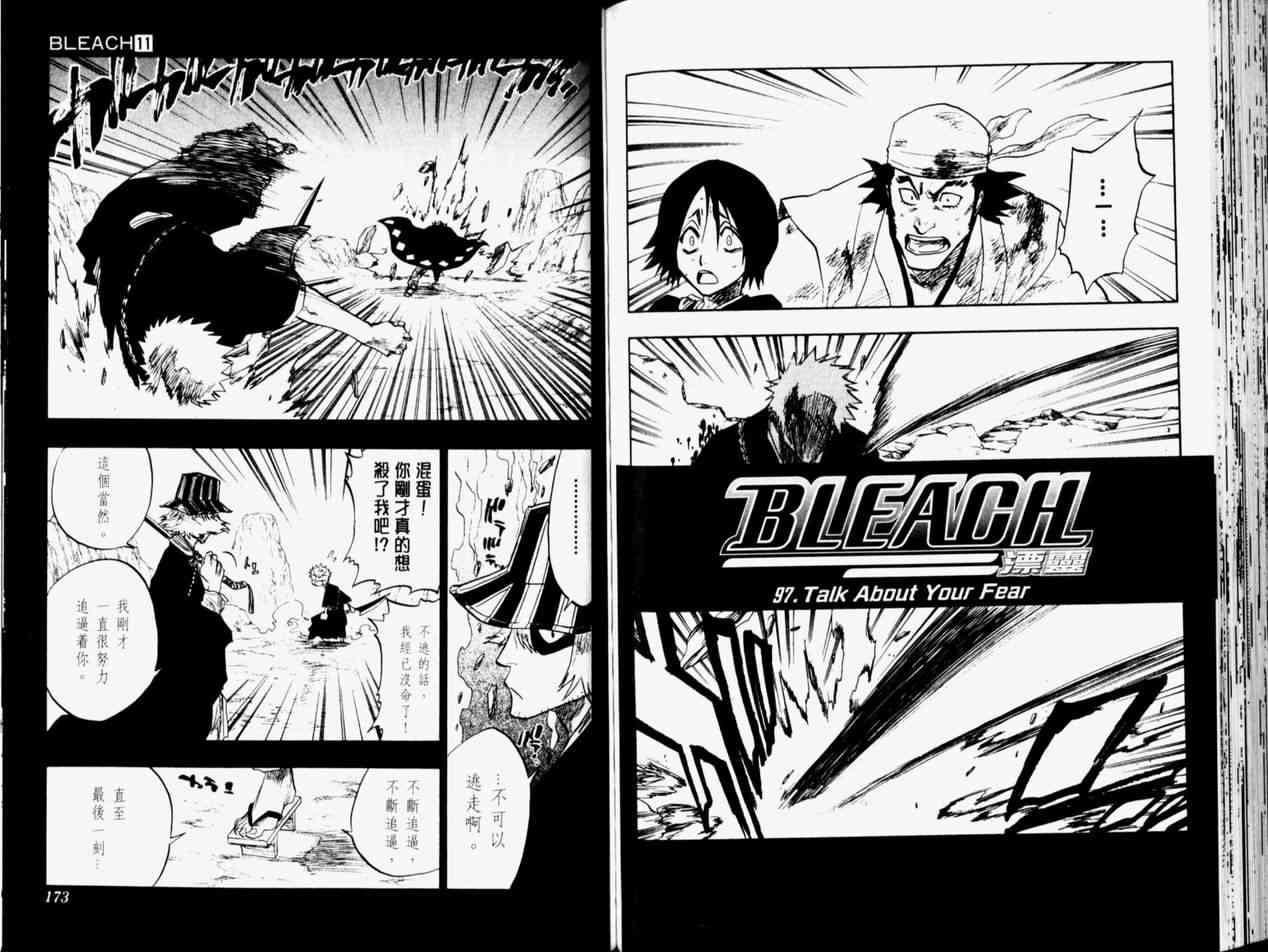 …！…
BLEACH
漂靈
97. Talk About Your Fear
BLEACH 11
…………
…不可以
逃走啊。
混蛋！
你剛才真的想
殺了我吧!?
不逃的話，
我經已沒命了！
這個當然。
我剛才
一直很努力
追逼着你。
不斷追逼，
不斷追逼，
直至
最後一刻…
173